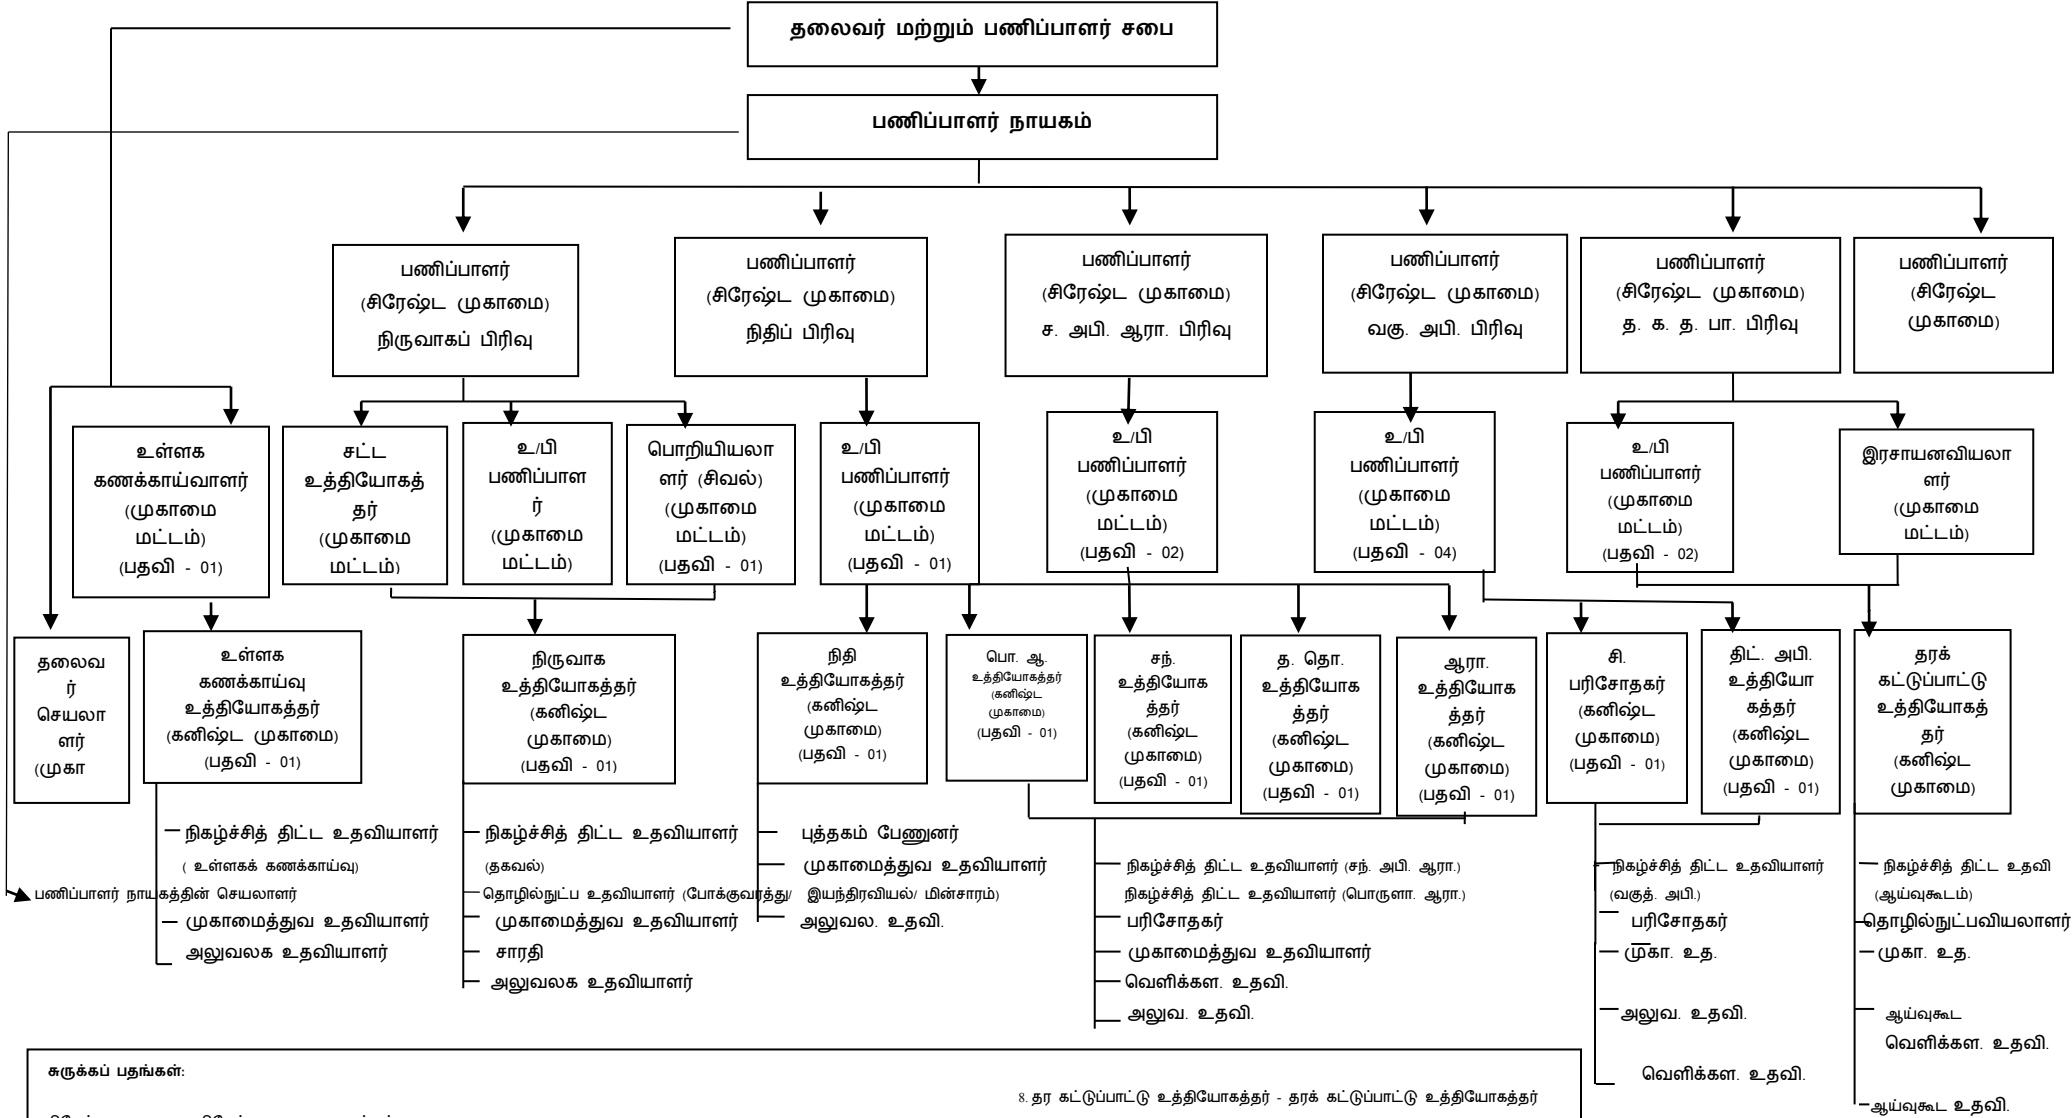 தலைவர் மற்றும் பணிப்பாளர் சபை
பணிப்பாளர் நாயகம்
பணிப்பாளர்
(சிரேஷ்ட முகாமை)
நிருவாகப் பிரிவு
பணிப்பாளர்
(சிரேஷ்ட முகாமை)
நிதிப் பிரிவு
பணிப்பாளர்
(சிரேஷ்ட முகாமை)
ச. அபி. ஆரா. பிரிவு
பணிப்பாளர்
(சிரேஷ்ட முகாமை)
வகு. அபி. பிரிவு
பணிப்பாளர்
(சிரேஷ்ட முகாமை)
த. க. த. பா. பிரிவு
பணிப்பாளர்
(சிரேஷ்ட
முகாமை)
உள்ளக
கணக்காய்வாளர்
(முகாமை
மட்டம்)
(பதவி - 01)
சட்ட
உத்தியோகத்
தர்
(முகாமை
மட்டம்)
உ/பி
பணிப்பாள
ர்
(முகாமை
மட்டம்)
பொறியியலா
ளர் (சிவல்)
(முகாமை
மட்டம்)
(பதவி - 01)
உ/பி
பணிப்பாளர்
(முகாமை
மட்டம்)
(பதவி - 01)
உ/பி
பணிப்பாளர்
(முகாமை
மட்டம்)
(பதவி - 02)
உ/பி
பணிப்பாளர்
(முகாமை
மட்டம்)
(பதவி - 04)
உ/பி
பணிப்பாளர்
(முகாமை
மட்டம்)
(பதவி - 02)
இரசாயனவியலா
ளர்
(முகாமை
மட்டம்)
தலைவ
ர்
செயலா
ளர்
(முகா
உள்ளக
கணக்காய்வு
உத்தியோகத்தர்
(கனிஷ்ட முகாமை)
(பதவி - 01)
நிருவாக
உத்தியோகத்தர்
(கனிஷ்ட
முகாமை)
(பதவி - 01)
நிதி
உத்தியோகத்தர்
(கனிஷ்ட
முகாமை)
(பதவி - 01)
பொ. ஆ.
உத்தியோகத்தர்
(கனிஷ்ட
முகாமை)
(பதவி - 01)
சந்.
உத்தியோக
த்தர்
(கனிஷ்ட
முகாமை)
(பதவி - 01)
த. தொ.
உத்தியோக
த்தர்
(கனிஷ்ட
முகாமை)
(பதவி - 01)
ஆரா.
உத்தியோக
த்தர்
(கனிஷ்ட
முகாமை)
(பதவி - 01)
சி.
பரிசோதகர்
(கனிஷ்ட
முகாமை)
(பதவி - 01)
திட். அபி.
உத்தியோ
கத்தர்
(கனிஷ்ட
முகாமை)
(பதவி - 01)
தரக்
கட்டுப்பாட்டு
உத்தியோகத்
தர்
(கனிஷ்ட
முகாமை)
நிகழ்ச்சித் திட்ட உதவியாளர்
( உள்ளகக் கணக்காய்வு)
பணிப்பாளர் நாயகத்தின் செயலாளர்
முகாமைத்துவ உதவியாளர்
அலுவலக உதவியாளர்
நிகழ்ச்சித் திட்ட உதவியாளர்
(தகவல்)
தொழில்நுட்ப உதவியாளர் (போக்குவரத்து/ இயந்திரவியல்/ மின்சாரம்)
முகாமைத்துவ உதவியாளர்
சாரதி
அலுவலக உதவியாளர்
புத்தகம் பேணுனர்
முகாமைத்துவ உதவியாளர்
அலுவல. உதவி.
நிகழ்ச்சித் திட்ட உதவியாளர் (சந். அபி. ஆரா.)
நிகழ்ச்சித் திட்ட உதவியாளர் (பொருளா. ஆரா.)
பரிசோதகர்
முகாமைத்துவ உதவியாளர்
வெளிக்கள. உதவி.
அலுவ. உதவி.
நிகழ்ச்சித் திட்ட உதவியாளர்
(வகுத். அபி.)
பரிசோதகர்
முகா. உத.
அலுவ. உதவி.
வெளிக்கள. உதவி.
நிகழ்ச்சித் திட்ட உதவி
(ஆய்வுகூடம்)
தொழில்நுட்பவியலாளர்
முகா. உத.
ஆய்வுகூட
வெளிக்கள. உதவி.
ஆய்வுகூட உதவி.
சுருக்கப் பதங்கள்:
8. தர கட்டுப்பாட்டு உத்தியோகத்தர் - தரக் கட்டுப்பாட்டு உத்தியோகத்தர்